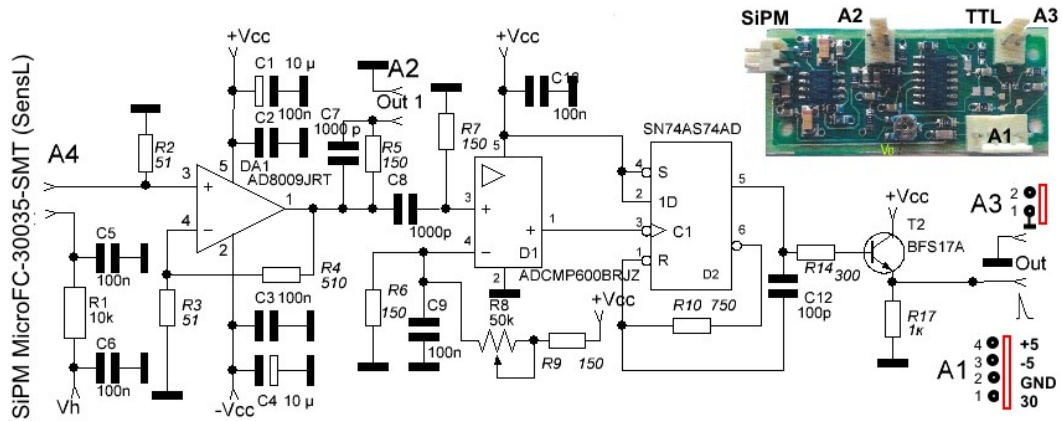 SiPM MicroFC-30035-SMT (SensL)
A4
R2
51
+Vcc
C1 10 µ
100n
C2
100n
DA1
AD8009JRT
5
3
+
4
−
1
2
C5
100n
R1
10k
C6
100n
Vh
R3
51
R4
510
C3 100n
C4 10 µ
-Vcc
A2
Out 1
C7
1000 p
R5
150
C8
1000p
R7
150
+Vcc
100n
5
3
+
4
−
1
+
D1
2
ADCMP600BRJZ
R6
150
C9
100n
R8
50k
+Vcc
R9 150
SN74AS74AD
4 S
2 1D
3 C1
1 R
5
6
D2
R10 750
R14 300
C12
100p
+Vcc
T2
BFS17A
R17
1к
Out
A3
2
1
A1
4 +5
3 -5
2 GND
1 30
SiPM A2 TTL A3
A1